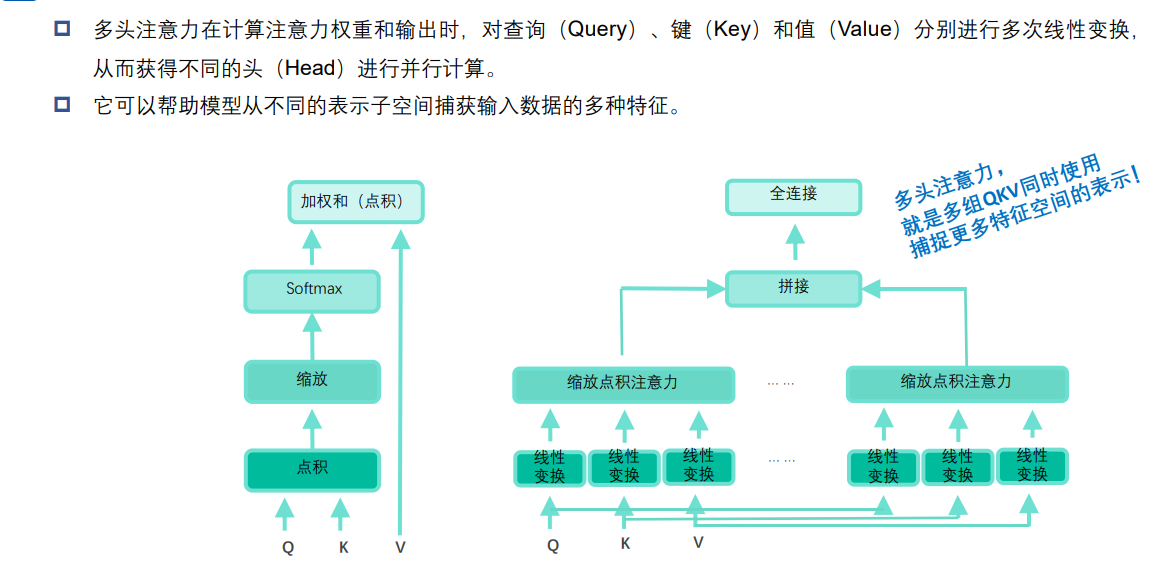 多头注意力在计算注意力权重和输出时，对查询（Query）、键（Key）和值（Value）分别进行多次线性变换，
从而获得不同的头（Head）进行并行计算。
它可以帮助模型从不同的表示子空间捕获输入数据的多种特征。
多头注意力，
就是多组QKV同时使用
捕捉更多特征空间的表示！
加权和（点积）
Softmax
缩放
点积
Q
K
V
全连接
拼接
缩放点积注意力
... ...
缩放点积注意力
线性
变换
线性
变换
线性
变换
... ...
线性
变换
线性
变换
线性
变换
Q
K
V